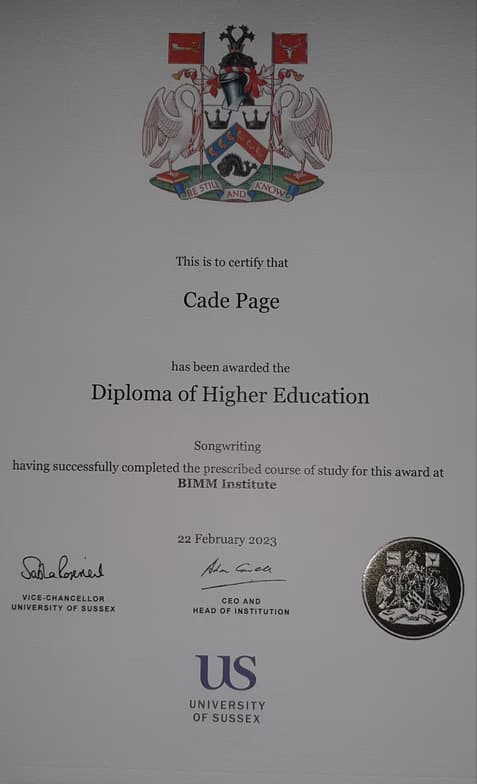 BE STILL AND KNOW
This is to certify that
Cade Page
has been awarded the
Diploma of Higher Education
Songwriting
having successfully completed the prescribed course of study for this award at
BIMM Institute
22 February 2023
VICE-CHANCELLOR
UNIVERSITY OF SUSSEX
CEO AND
HEAD OF INSTITUTION
US
UNIVERSITY
OF SUSSEX